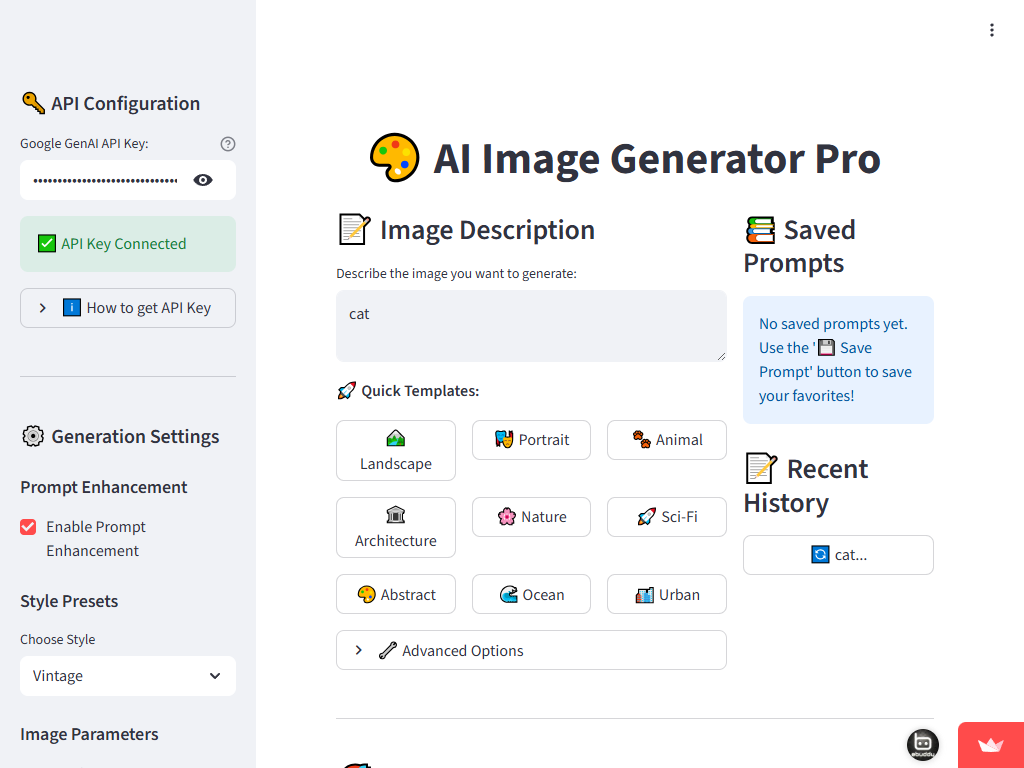 API Configuration
Google GenAI API Key:
API Key Connected
How to get API Key
Generation Settings
Prompt Enhancement
Enable Prompt
Enhancement
Style Presets
Choose Style
Vintage
Image Parameters
AI Image Generator Pro
Image Description
Describe the image you want to generate:
cat
Quick Templates:
Landscape
Portrait
Animal
Architecture
Nature
Sci-Fi
Abstract
Ocean
Urban
Advanced Options
Saved
Prompts
No saved prompts yet.
Use the '💾 Save
Prompt' button to save
your favorites!
Recent
History
cat...